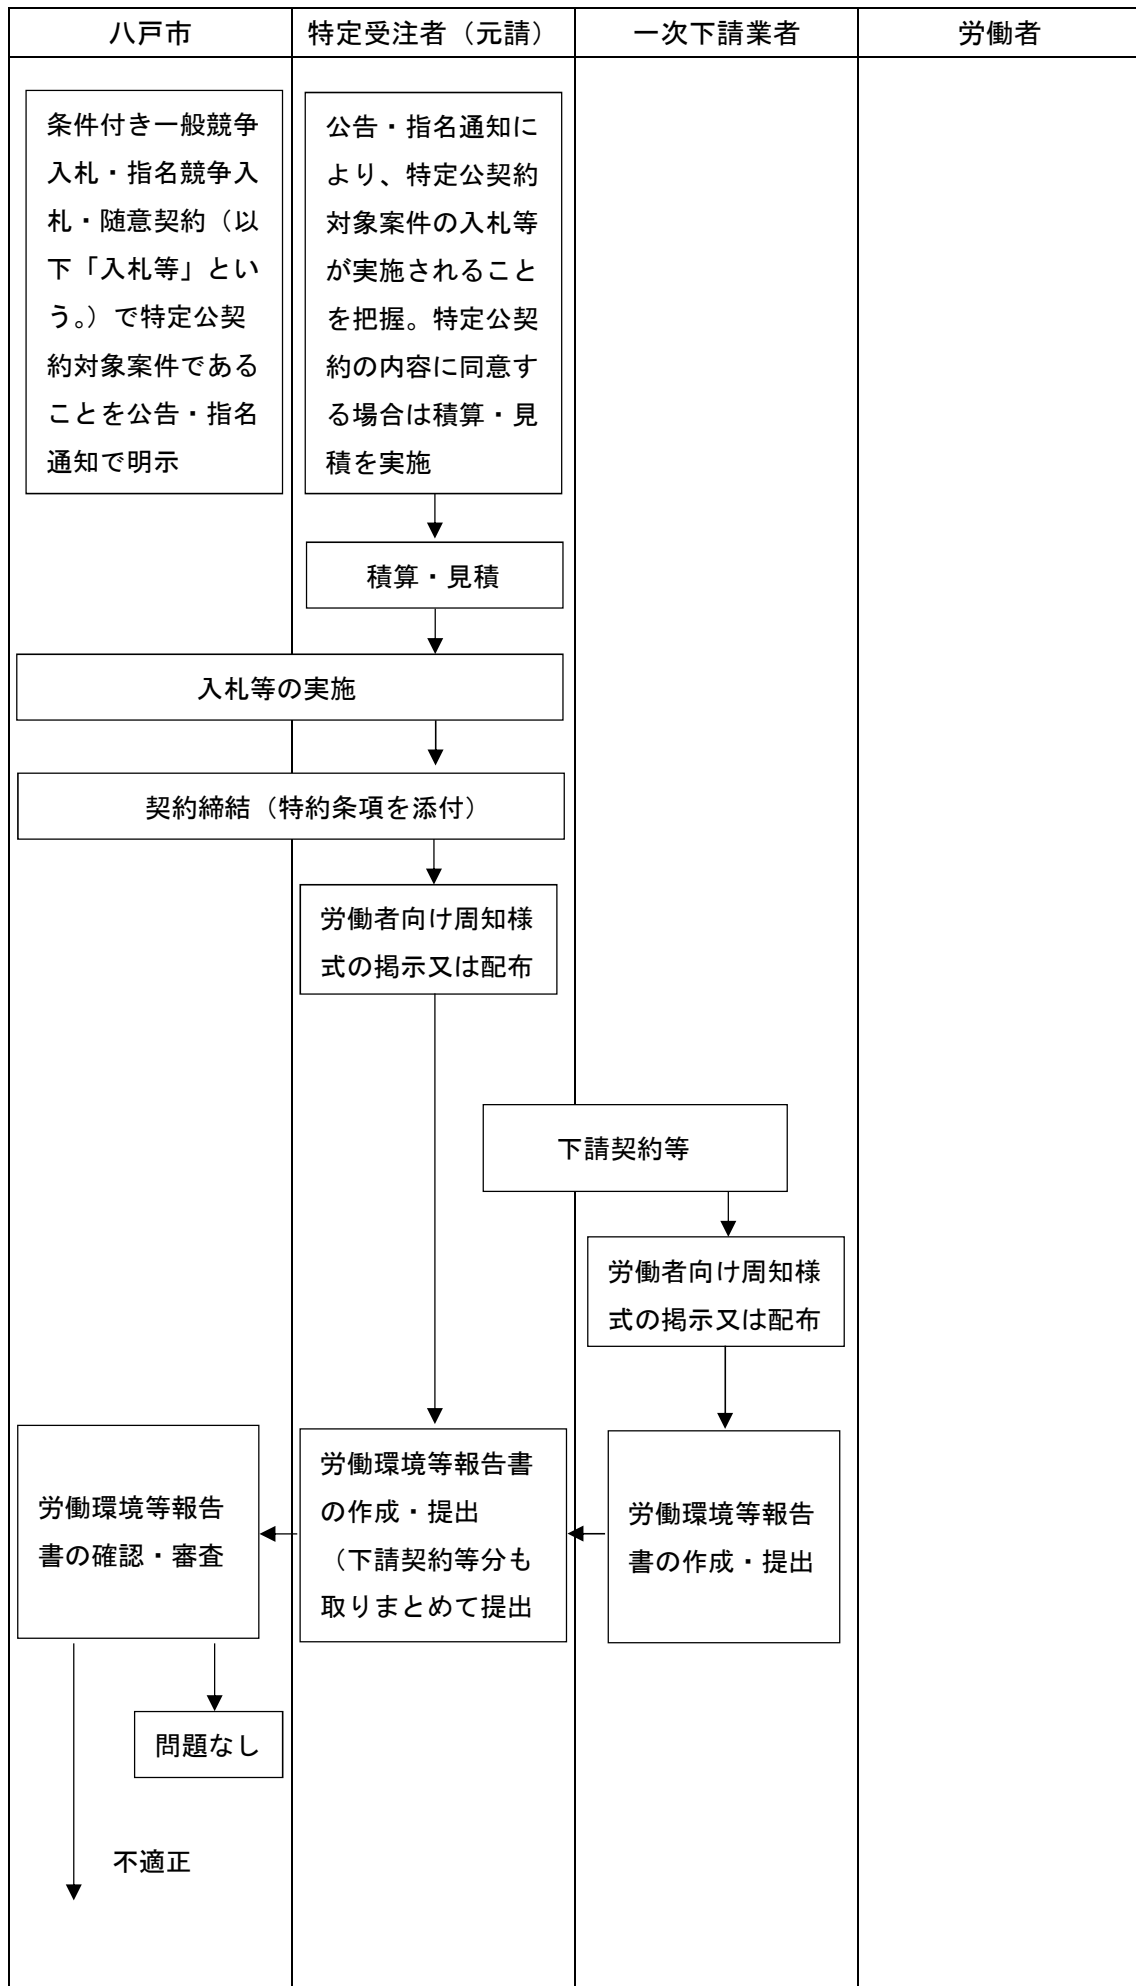 八戸市
特定受注者（元請）
一次下請業者
労働者
条件付き一般競争
入札・指名競争入
札・随意契約（以
下「入札等」とい
う。）で特定公契
約対象案件である
ことを公告・指名
通知で明示
公告・指名通知に
より、特定公契約
対象案件の入札等
が実施されること
を把握。特定公契
約の内容に同意す
る場合は積算・見
積を実施
積算・見積
入札等の実施
契約締結（特約条項を添付）
労働者向け周知様
式の掲示又は配布
下請契約等
労働者向け周知様
式の掲示又は配布
労働環境等報告
書の確認・審査
労働環境等報告書
の作成・提出
（下請契約等分も
取りまとめて提出
労働環境等報告
書の作成・提出
問題なし
不適正